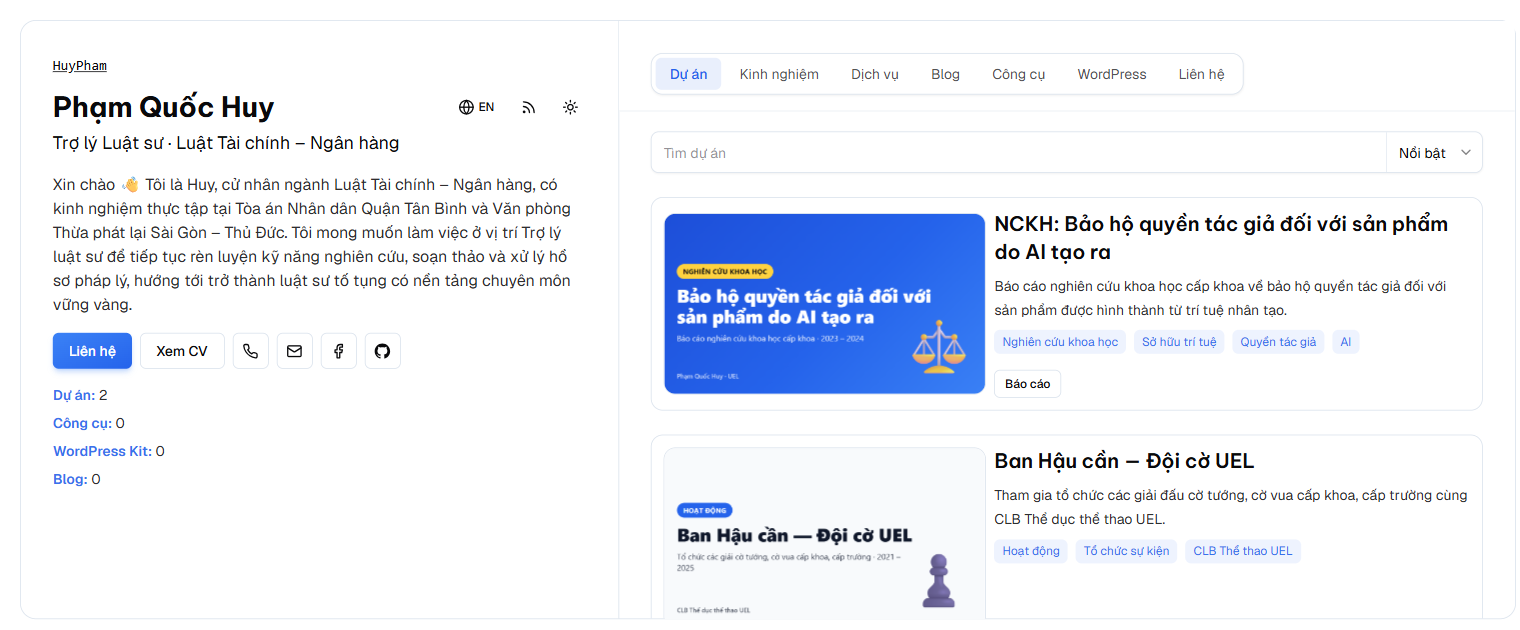 HuyPham
Phạm Quốc Huy
EN
Trợ lý Luật sư · Luật Tài chính – Ngân hàng
Xin chào 👋 Tôi là Huy, cử nhân ngành Luật Tài chính – Ngân hàng, có
kinh nghiệm thực tập tại Tòa án Nhân dân Quận Tân Bình và Văn phòng
Thừa phát lại Sài Gòn – Thủ Đức. Tôi mong muốn làm việc ở vị trí Trợ lý
luật sư để tiếp tục rèn luyện kỹ năng nghiên cứu, soạn thảo và xử lý hồ
sơ pháp lý, hướng tới trở thành luật sư tố tụng có nền tảng chuyên môn
vững vàng.
Liên hệ
Xem CV
Dự án: 2
Công cụ: 0
WordPress Kit: 0
Blog: 0
Dự án
Kinh nghiệm
Dịch vụ
Blog
Công cụ
WordPress
Liên hệ
Tìm dự án
Nổi bật
NGHIÊN CỨU KHOA HỌC
Bảo hộ quyền tác giả đối với
sản phẩm do AI tạo ra
Báo cáo nghiên cứu khoa học cấp khoa · 2023 – 2024
Phạm Quốc Huy · UEL
NCKH: Bảo hộ quyền tác giả đối với sản phẩm
do AI tạo ra
Báo cáo nghiên cứu khoa học cấp khoa về bảo hộ quyền tác giả đối với
sản phẩm được hình thành từ trí tuệ nhân tạo.
Nghiên cứu khoa học
Sở hữu trí tuệ
Quyền tác giả
AI
Báo cáo
HOẠT ĐỘNG
Ban Hậu cần — Đội cờ UEL
Tổ chức các giải cờ tướng, cờ vua cấp khoa, cấp trường · 2021 –
2025
CLB Thể dục thể thao UEL
Ban Hậu cần – Đội cờ UEL
Tham gia tổ chức các giải đấu cờ tướng, cờ vua cấp khoa, cấp trường cùng
CLB Thể dục thể thao UEL.
Hoạt động
Tổ chức sự kiện
CLB Thể thao UEL